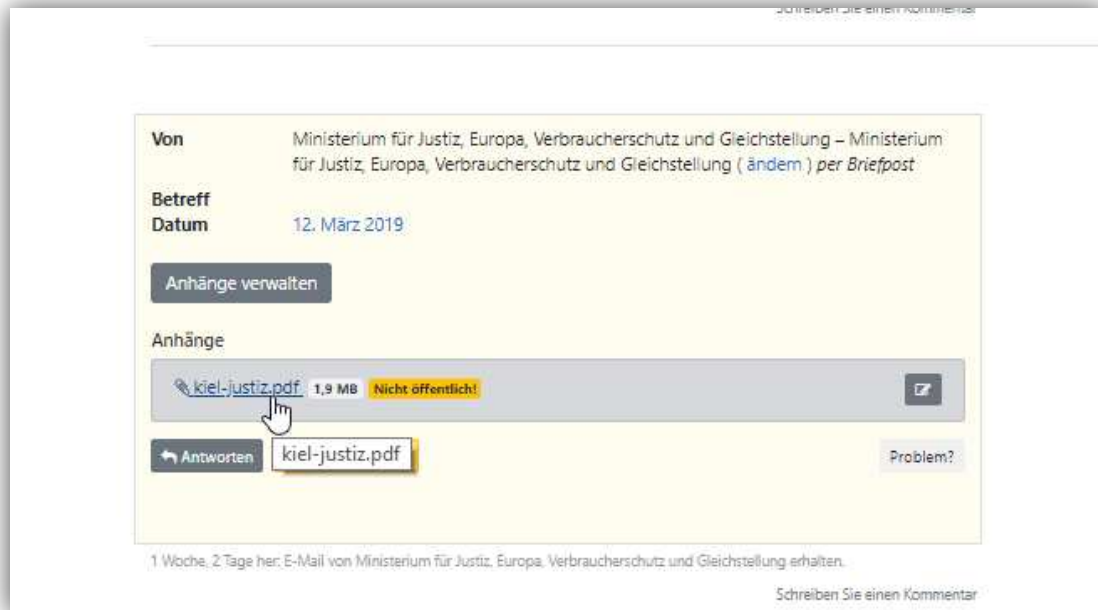 Schreiben Sie einen Kommentar
Von Ministerium für Justiz, Europa, Verbraucherschutz und Gleichstellung – Ministerium
für Justiz, Europa, Verbraucherschutz und Gleichstellung ( ändern ) per Briefpost
Betreff
Datum 12. März 2019
Anhänge verwalten
Anhänge
kiel-justiz.pdf 1,9 MB Nicht öffentlich!
Antworten kiel-justiz.pdf Problem?
1 Woche, 2 Tage her: E-Mail von Ministerium für Justiz, Europa, Verbraucherschutz und Gleichstellung erhalten.
Schreiben Sie einen Kommentar